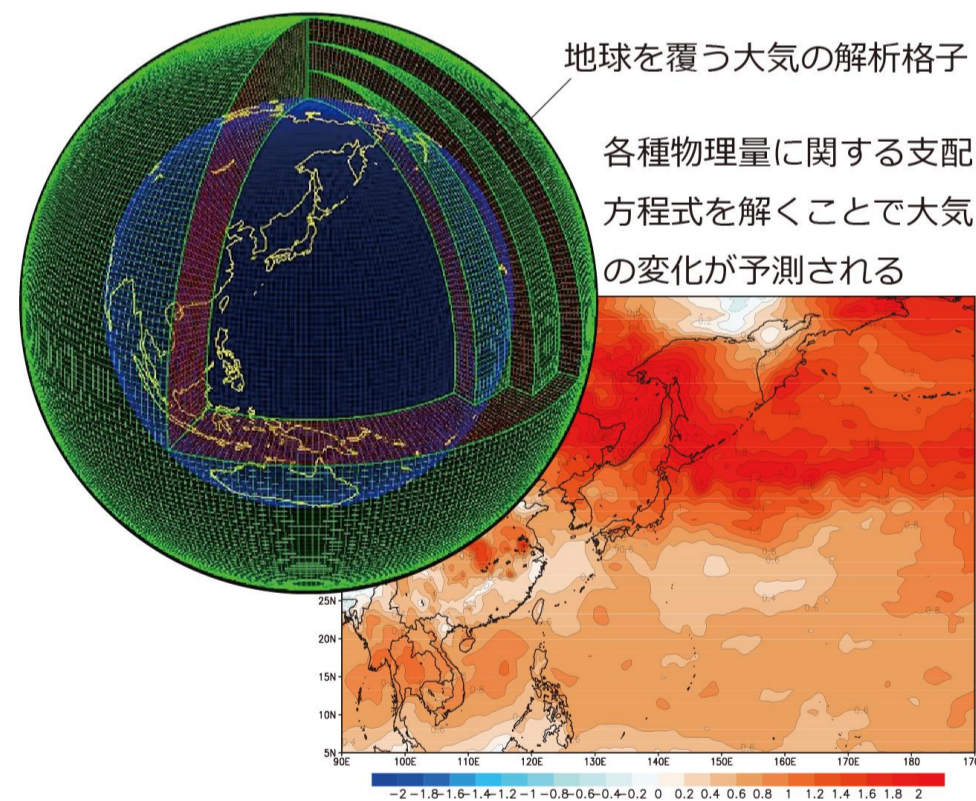 地球を覆う大気の解析格子
各種物理量に関する支配
方程式を解くことで大気
の変化が予測される
25N
20N
15N
10N
5N
90E 100E 110E 120E 130E 140E 150E 160E 170E 180 170
-2 -1.8 -1.6 -1.4 -1.2 -1 -0.8 -0.6 -0.4 -0.2 0 0.2 0.4 0.6 0.8 1 1.2 1.4 1.6 1.8 2